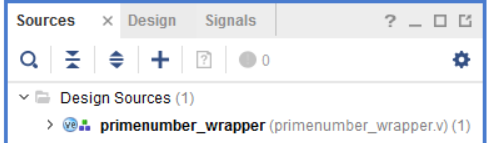 Sources × Design Signals ? _
0
Design Sources (1)
primenumber_wrapper (primenumber_wrapper.v) (1)